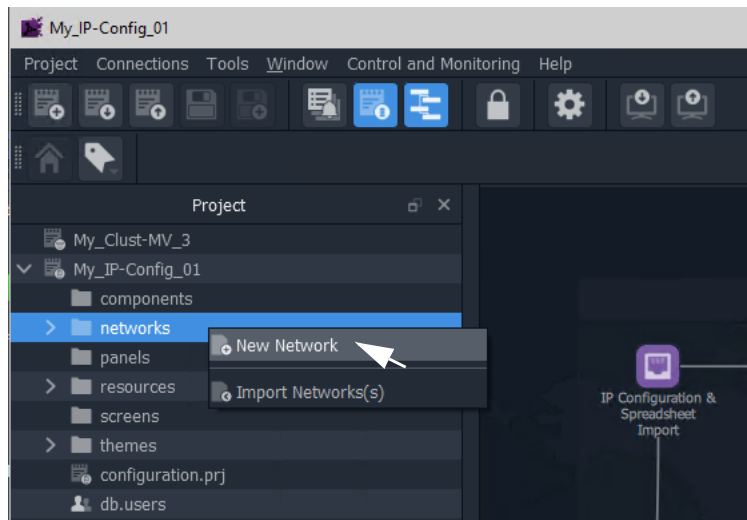 My_IP-Config_01
Project Connections Tools Window Control and Monitoring Help
Project
My_Clust-MV_3
My_IP-Config_01
components
networks
New Network
panels
resources
Import Networks(s)
screens
themes
configuration.prj
db.users
IP Configuration &
Spreadsheet
Import